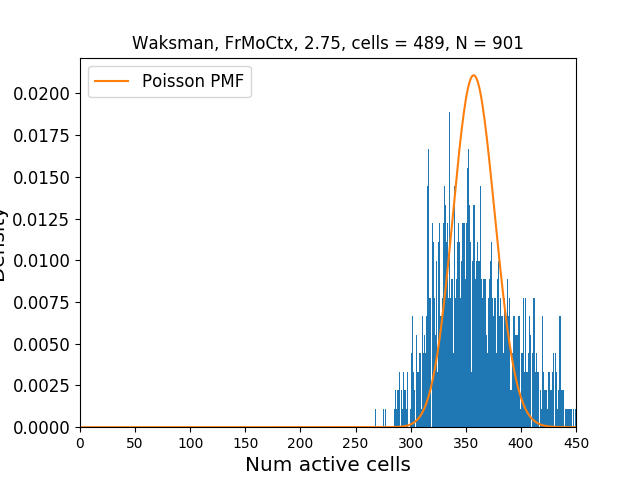 Waksman, FrMoCtx, 2.75, cells = 489, N = 901
Poisson PMF
0.0200
0.0175
0.0150
0.0125
0.0100
0.0075
0.0050
0.0025
0.0000
Density
0 50 100 150 200 250 300 350 400 450
Num active cells